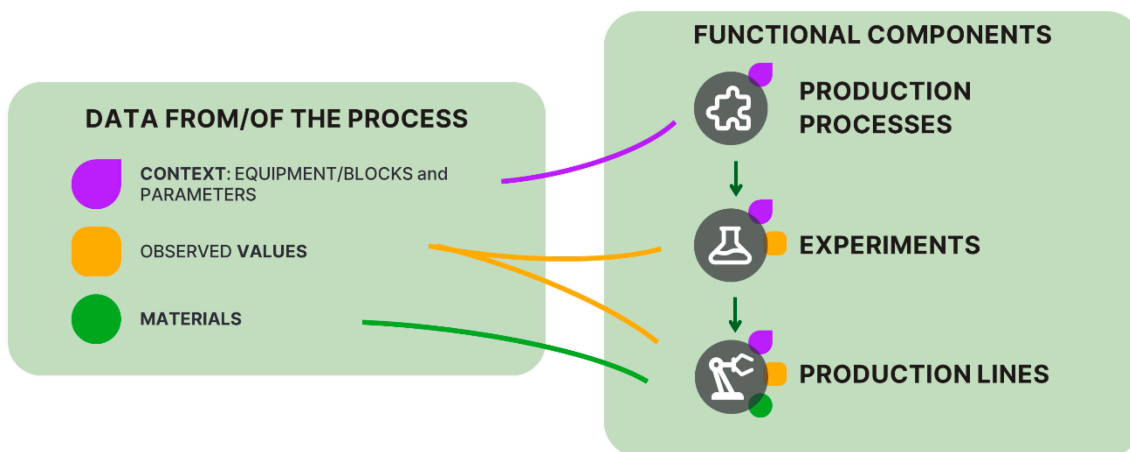 DATA FROM/OF THE PROCESS
CONTEXT: EQUIPMENT/BLOCKS and
PARAMETERS
OBSERVED VALUES
MATERIALS
FUNCTIONAL COMPONENTS
PRODUCTION
PROCESSES
EXPERIMENTS
PRODUCTION LINES